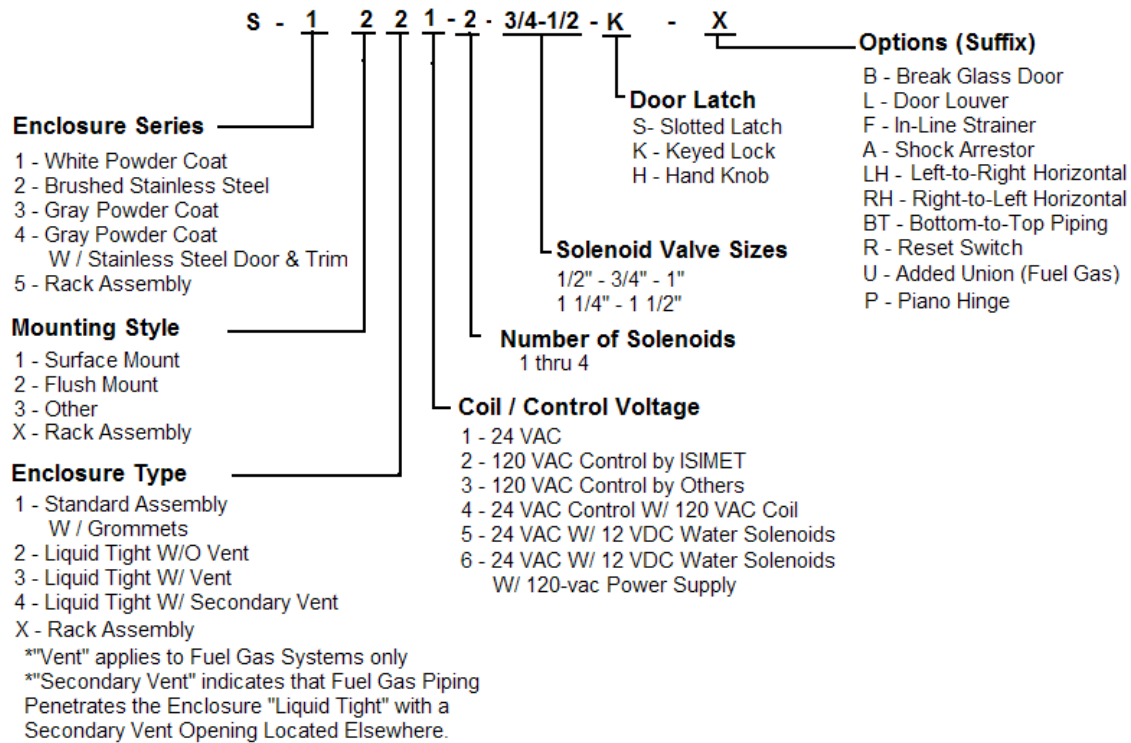 S - 1 2 2 1 - 2 - 3/4-1/2 - K - X
Options (Suffix)
B - Break Glass Door
L - Door Louver
F - In-Line Strainer
A - Shock Arrestor
LH - Left-to-Right Horizontal
RH - Right-to-Left Horizontal
BT - Bottom-to-Top Piping
R - Reset Switch
U - Added Union (Fuel Gas)
P - Piano Hinge
Door Latch
S- Slotted Latch
K - Keyed Lock
H - Hand Knob
Solenoid Valve Sizes
1/2" - 3/4" - 1"
1 1/4" - 1 1/2"
Number of Solenoids
1 thru 4
Coil / Control Voltage
1 - 24 VAC
2 - 120 VAC Control by ISIMET
3 - 120 VAC Control by Others
4 - 24 VAC Control W/ 120 VAC Coil
5 - 24 VAC W/ 12 VDC Water Solenoids
6 - 24 VAC W/ 12 VDC Water Solenoids
W/ 120-vac Power Supply
Enclosure Series
1 - White Powder Coat
2 - Brushed Stainless Steel
3 - Gray Powder Coat
4 - Gray Powder Coat
W / Stainless Steel Door & Trim
5 - Rack Assembly
Mounting Style
1 - Surface Mount
2 - Flush Mount
3 - Other
X - Rack Assembly
Enclosure Type
1 - Standard Assembly
W / Grommets
2 - Liquid Tight W/O Vent
3 - Liquid Tight W/ Vent
4 - Liquid Tight W/ Secondary Vent
X - Rack Assembly
*"Vent" applies to Fuel Gas Systems only
*"Secondary Vent" indicates that Fuel Gas Piping
Penetrates the Enclosure "Liquid Tight" with a
Secondary Vent Opening Located Elsewhere.